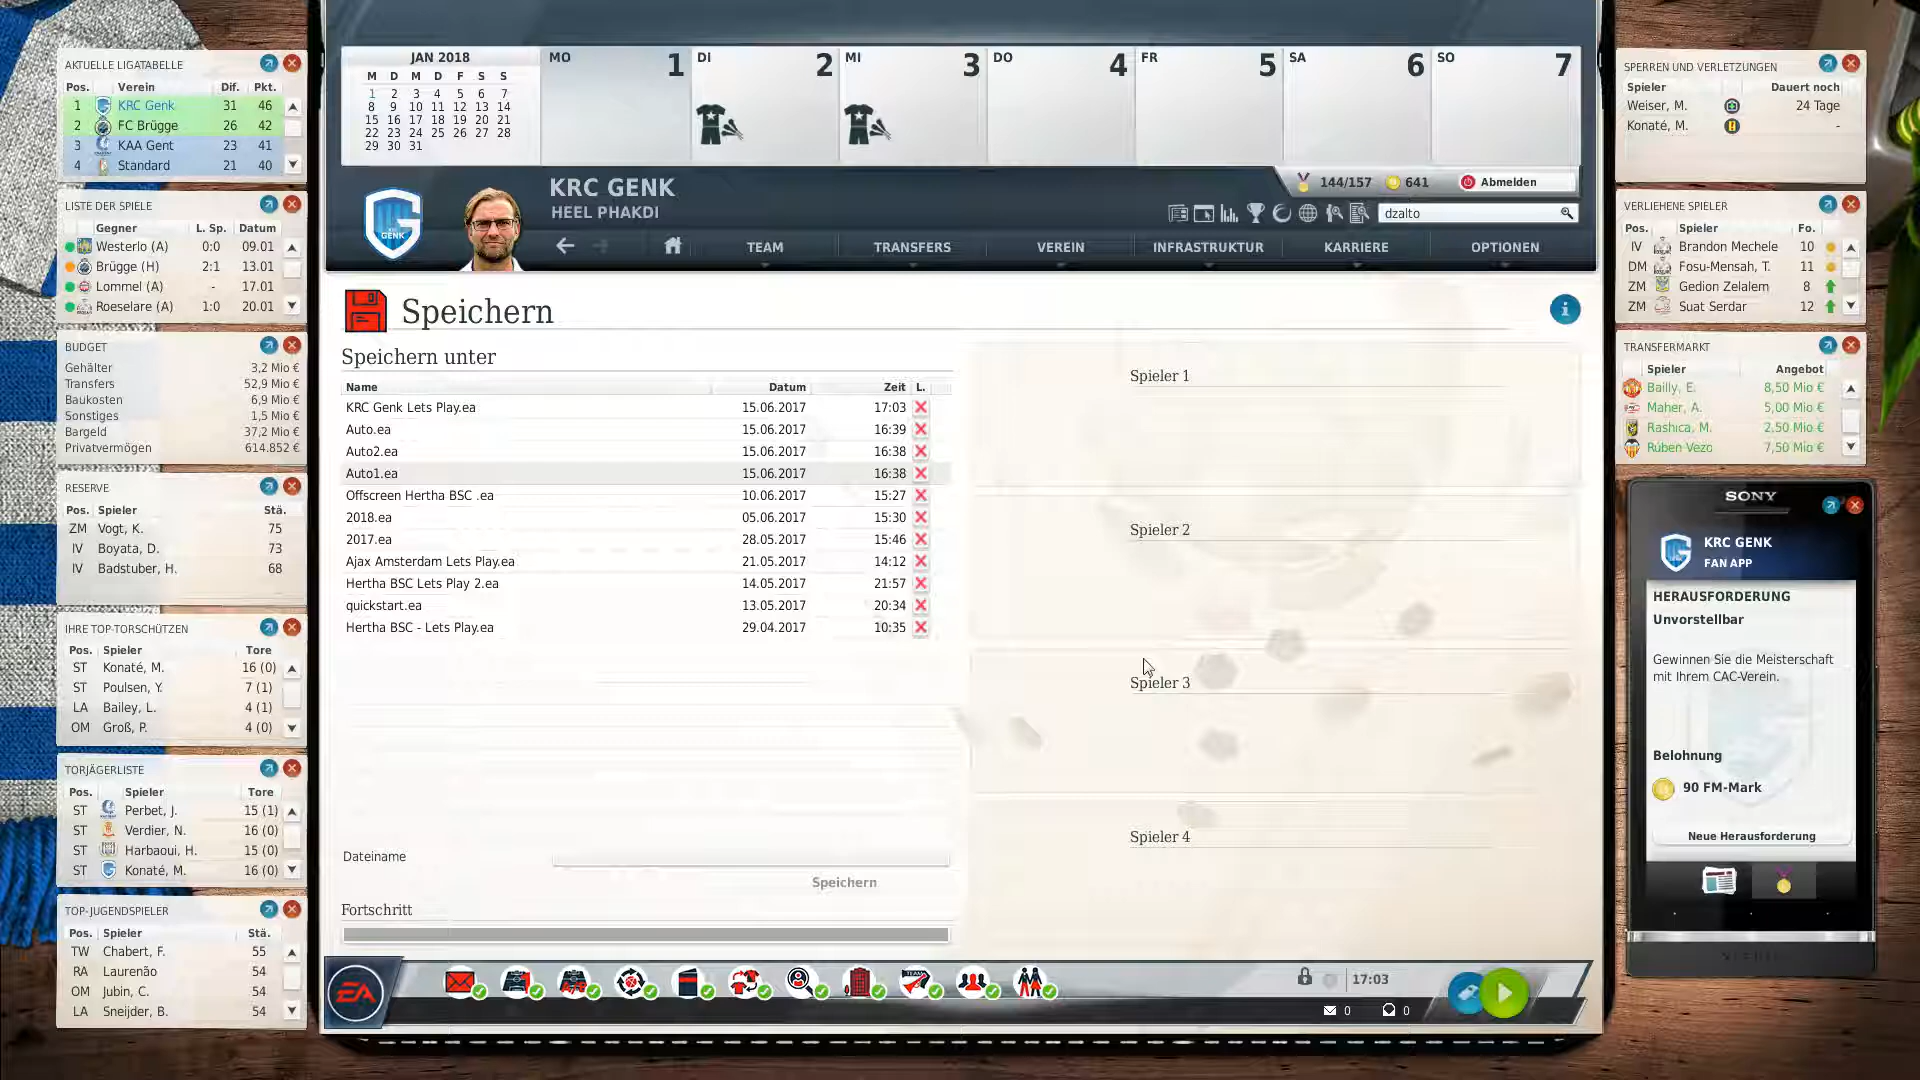 AKTUELLE LIGATABELLE
Pos. Verein Dif. Pkt.
1 KRC Genk 31 46
2 FC Brügge 26 42
3 KAA Gent 23 41
4 Standard 21 40
LISTE DER SPIELE
Gegner L. Sp. Datum
Westerlo (A) 0:0 09.01
Brügge (H) 2:1 13.01
Lommel (A) - 17.01
Roeselare (A) 1:0 20.01
BUDGET
Gehälter 3,2 Mio €
Transfers 52,9 Mio €
Baukosten 6,9 Mio €
Sonstiges 1,5 Mio €
Bargeld 37,2 Mio €
Privatvermögen 614.852 €
RESERVE
Pos. Spieler Stä.
ZM Vogt, K. 75
IV Boyata, D. 73
IV Badstuber, H. 68
IHRE TOP-TORSCHÜTZEN
Pos. Spieler Tore
ST Konaté, M. 16 (0)
ST Poulsen, Y. 7 (1)
LA Bailey, L. 4 (1)
OM Groß, P. 4 (0)
TORJÄGERLISTE
Pos. Spieler Tore
ST Perbet, J. 15 (1)
ST Verdier, N. 16 (0)
ST Harbaoui, H. 15 (0)
ST Konaté, M. 16 (0)
TOP-JUGENDSPIELER
Pos. Spieler Stä.
TW Chabert, F. 55
RA Laurenão 54
OM Jubin, C. 54
LA Sneijder, B. 54
JAN 2018
M D M D F S S
1 2 3 4 5 6 7
8 9 10 11 12 13 14
15 16 17 18 19 20 21
22 23 24 25 26 27 28
29 30 31
MO 1 DI 2 MI 3 DO 4 FR 5 SA 6 SO 7
KRC GENK
HEEL PHAKDI
144/157 641 Abmelden
dzalto
TEAM TRANSFERS VEREIN INFRASTRUKTUR KARRIERE OPTIONEN
Speichern
Speichern unter
Name Datum Zeit L.
KRC Genk Lets Play.ea 15.06.2017 17:03
Auto.ea 15.06.2017 16:39
Auto2.ea 15.06.2017 16:38
Auto1.ea 15.06.2017 16:38
Offscreen Hertha BSC .ea 10.06.2017 15:27
2018.ea 05.06.2017 15:30
2017.ea 28.05.2017 15:46
Ajax Amsterdam Lets Play.ea 21.05.2017 14:12
Hertha BSC Lets Play 2.ea 14.05.2017 21:57
quickstart.ea 13.05.2017 20:34
Hertha BSC - Lets Play.ea 29.04.2017 10:35
Dateiname
Speichern
Fortschritt
Spieler 1
Spieler 2
Spieler 3
Spieler 4
EA
17:03
0 0
SPERREN UND VERLETZUNGEN
Spieler Dauert noch
Weiser, M. 24 Tage
Konaté, M. -
VERLIEHENE SPIELER
Pos. Spieler Fo.
IV Brandon Mechele 10
DM Fosu-Mensah, T. 11
ZM Gedion Zelalem 8
ZM Suat Serdar 12
TRANSFERMARKT
Spieler Angebot
Bailly, E. 8,50 Mio €
Maher, A. 5,00 Mio €
Rashica, M. 2,50 Mio €
Rúben Vezo 7,50 Mio €
SONY
KRC GENK
FAN APP
HERAUSFORDERUNG
Unvorstellbar
Gewinnen Sie die Meisterschaft
mit Ihrem CAC-Verein.
Belohnung
90 FM-Mark
Neue Herausforderung